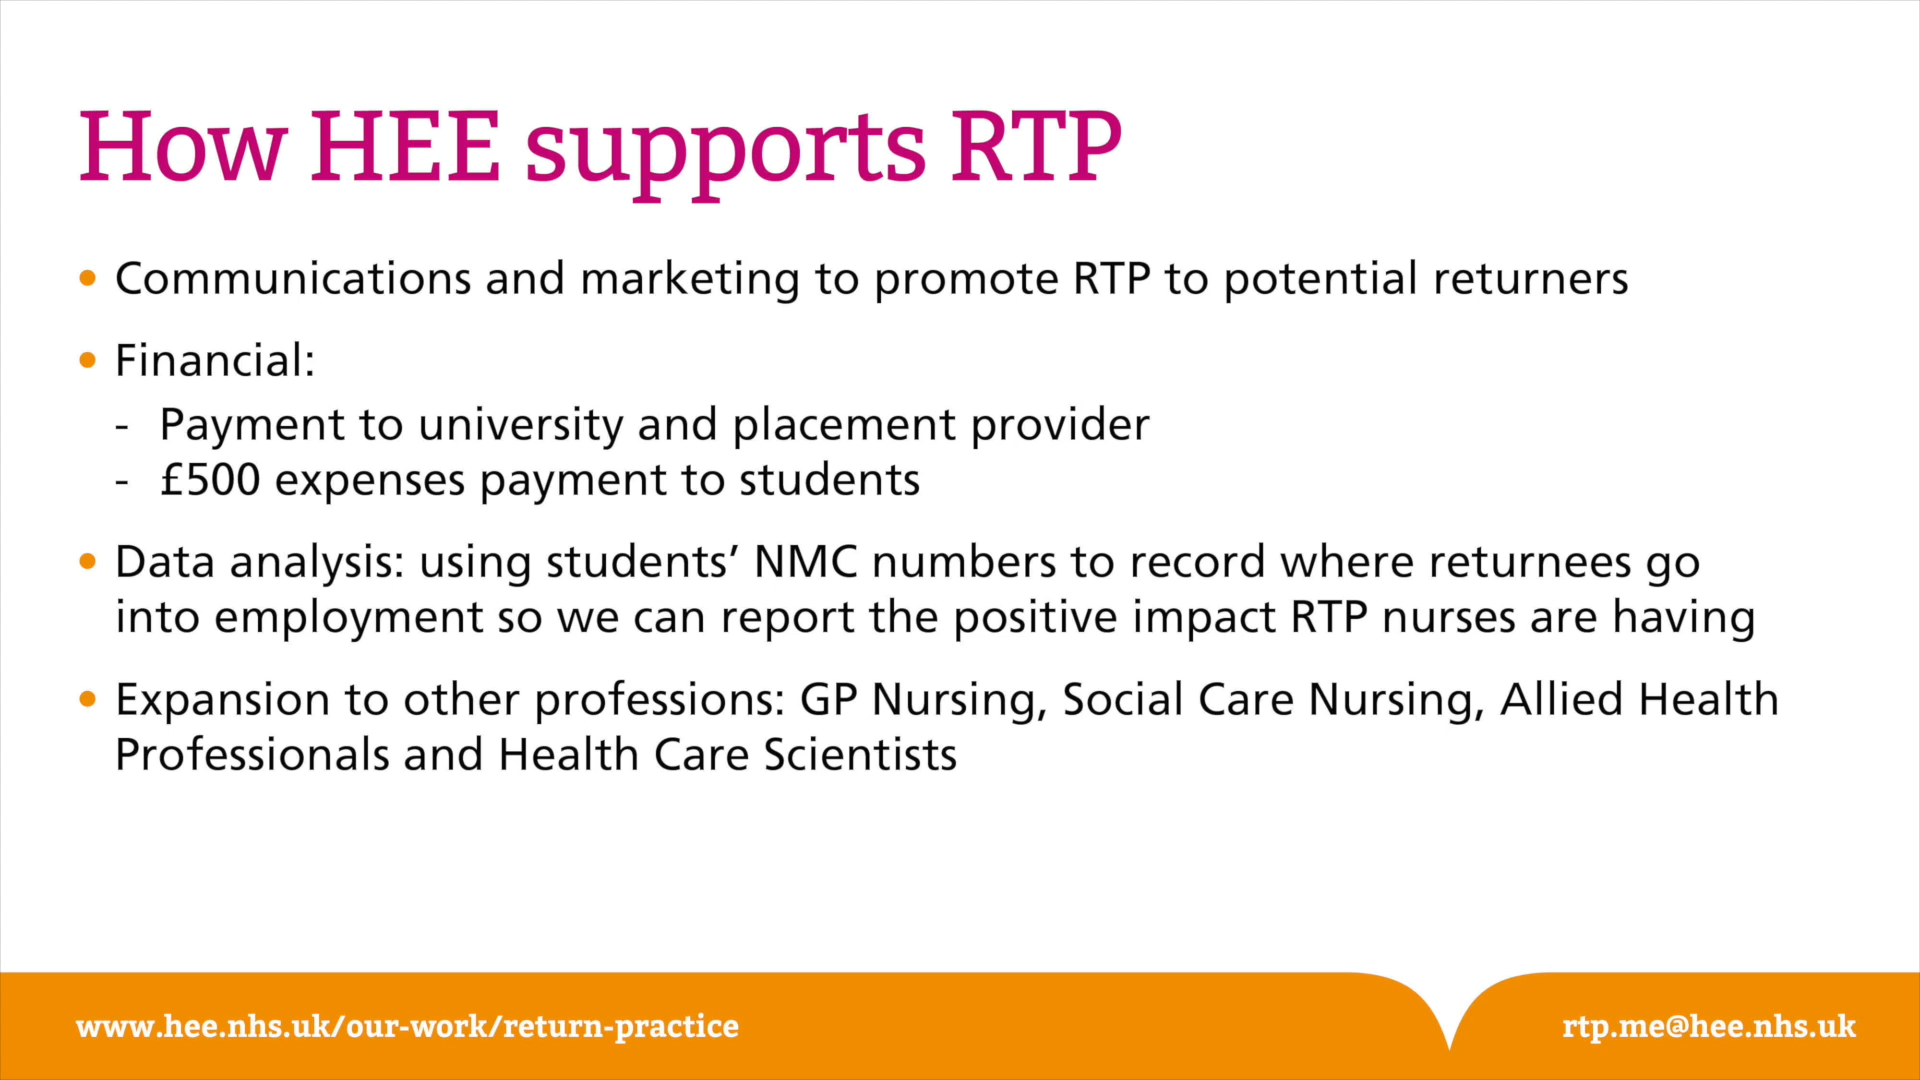 How HEE supports RTP
• Communications and marketing to promote RTP to potential returners
• Financial:
- Payment to university and placement provider
- £500 expenses payment to students
• Data analysis: using students’ NMC numbers to record where returnees go
into employment so we can report the positive impact RTP nurses are having
• Expansion to other professions: GP Nursing, Social Care Nursing, Allied Health
Professionals and Health Care Scientists
www.hee.nhs.uk/our-work/return-practice
rtp.me@hee.nhs.uk